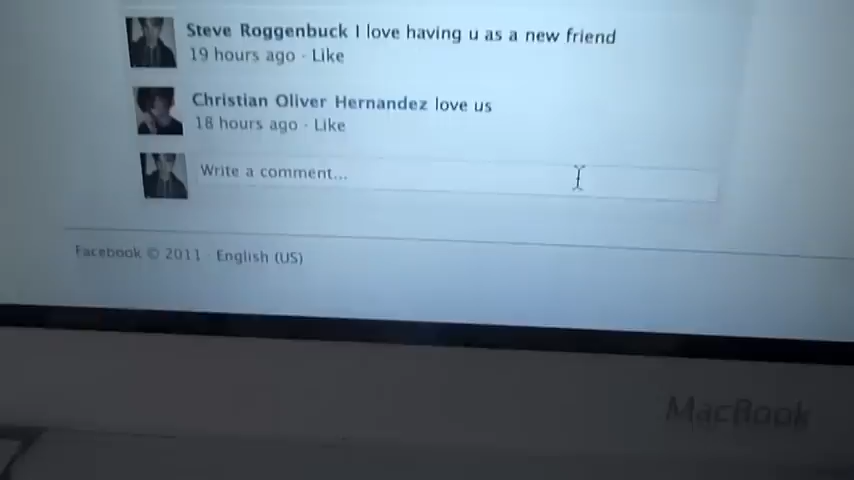 Steve Roggenbuck I love having u as a new friend
19 hours ago · Like
Christian Oliver Hernandez love us
18 hours ago · Like
Write a comment...
Facebook © 2011 · English (US)
MacBook